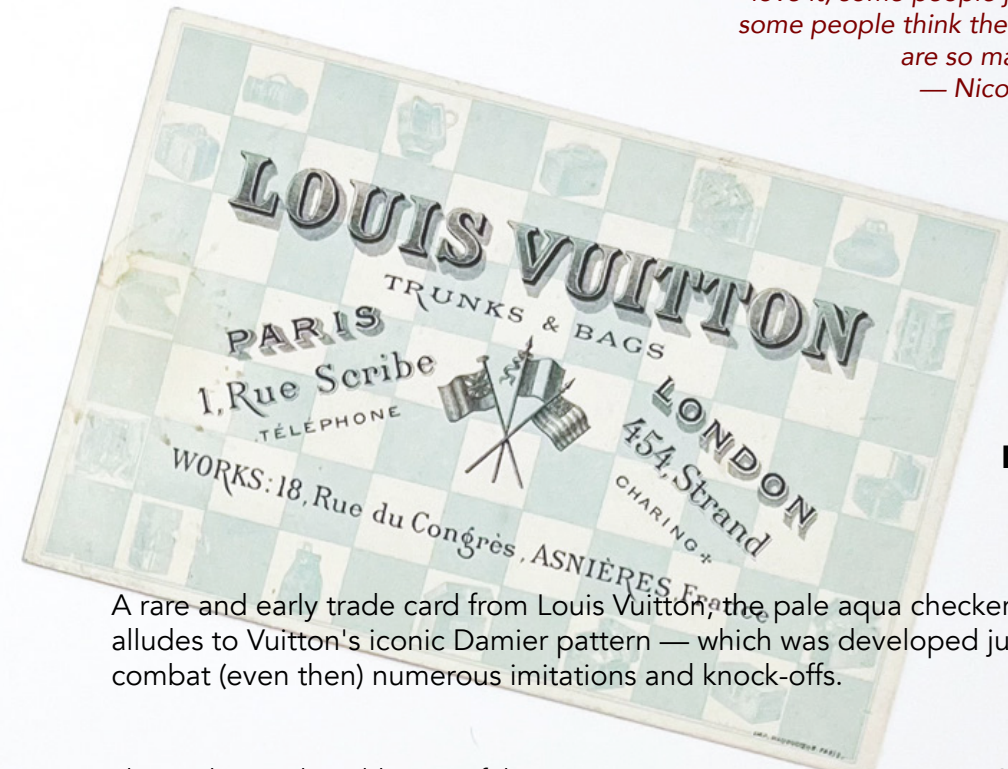 some people think the
are so ma
— Nico
LOUIS VUITTON
TRUNKS & BAGS
PARIS
1, Rue Scribe
TÉLÉPHONE
LONDON
454, Strand
CHARING +
WORKS: 18, Rue du Congrès, ASNIÈRES, France
A rare and early trade card from Louis Vuitton, the pale aqua checker
alludes to Vuitton's iconic Damier pattern — which was developed ju
combat (even then) numerous imitations and knock-offs.